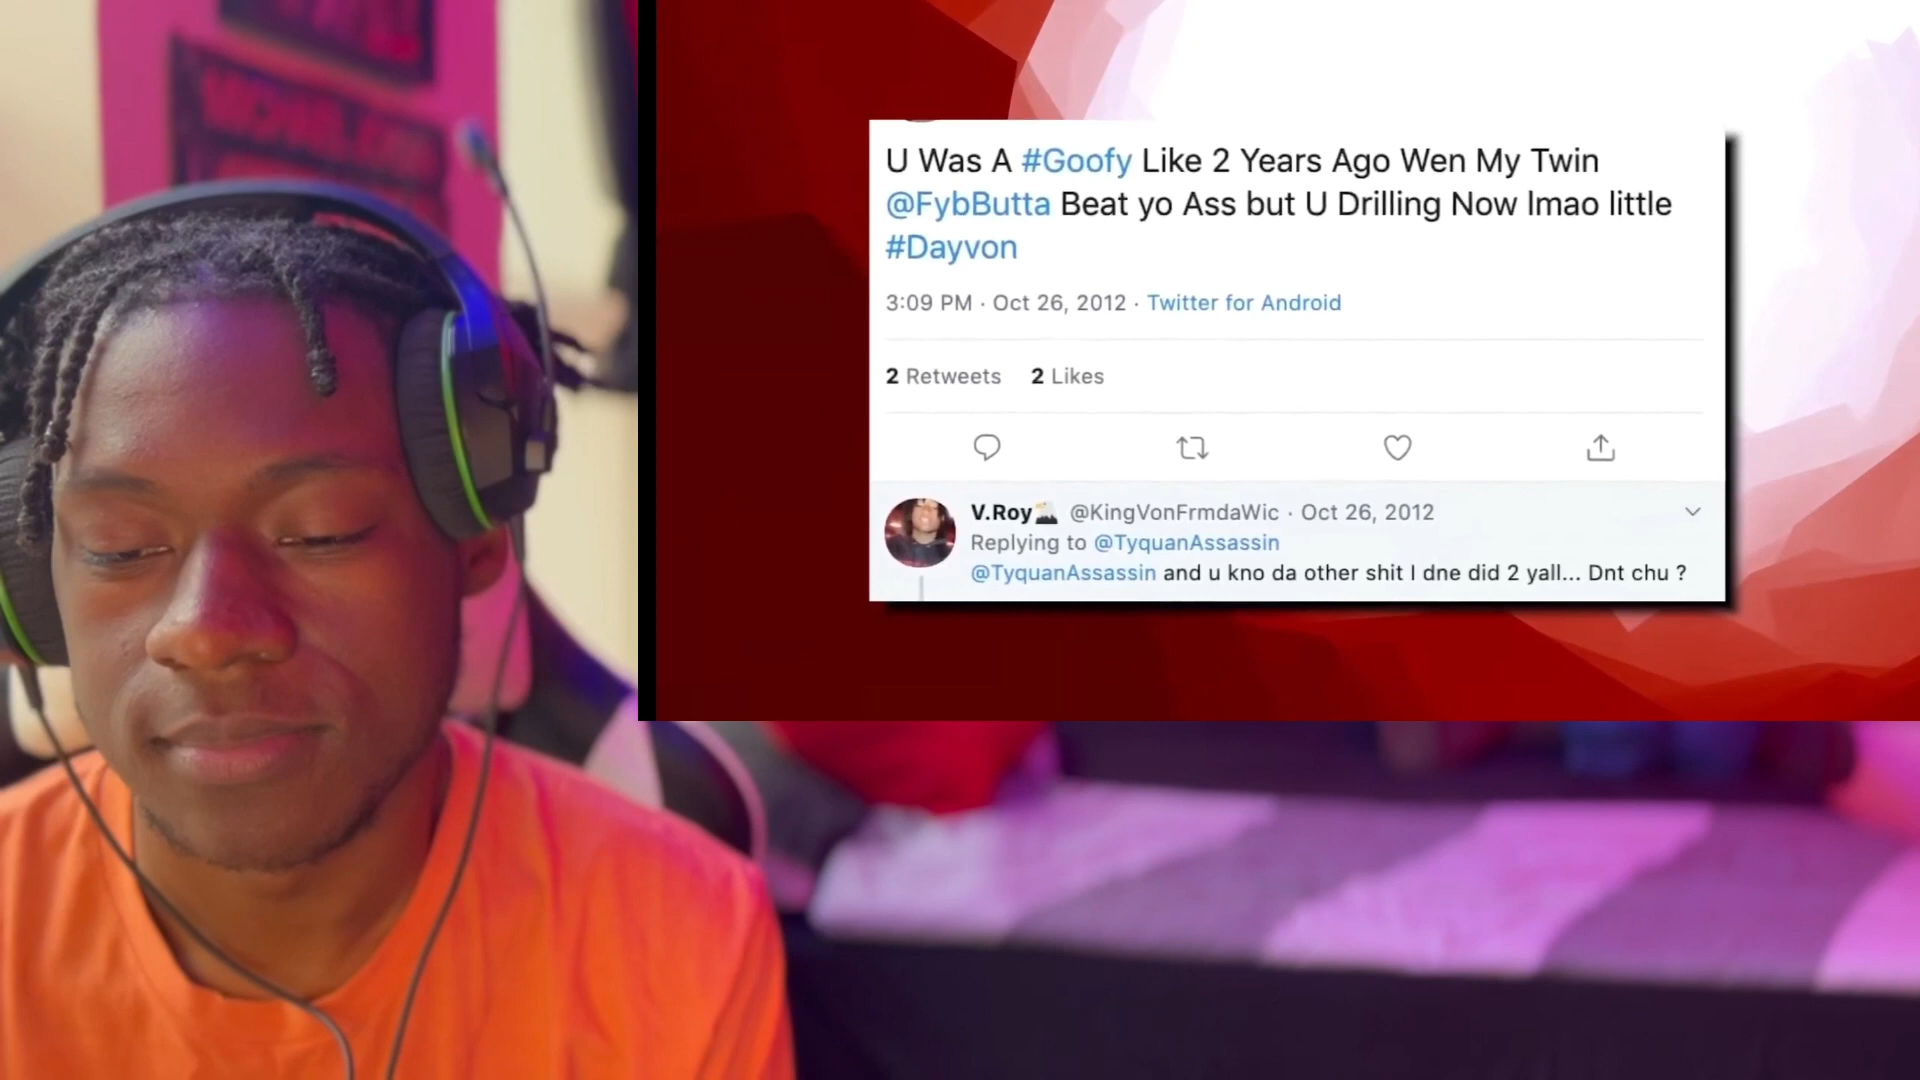 U Was A #Goofy Like 2 Years Ago Wen My Twin
@FybButta Beat yo Ass but U Drilling Now lmao little
#Dayvon
3:09 PM · Oct 26, 2012 · Twitter for Android
2 Retweets 2 Likes
V.Roy @KingVonFrmdaWic · Oct 26, 2012
Replying to @TyquanAssassin
@TyquanAssassin and u kno da other shit I dne did 2 yall... Dnt chu ?